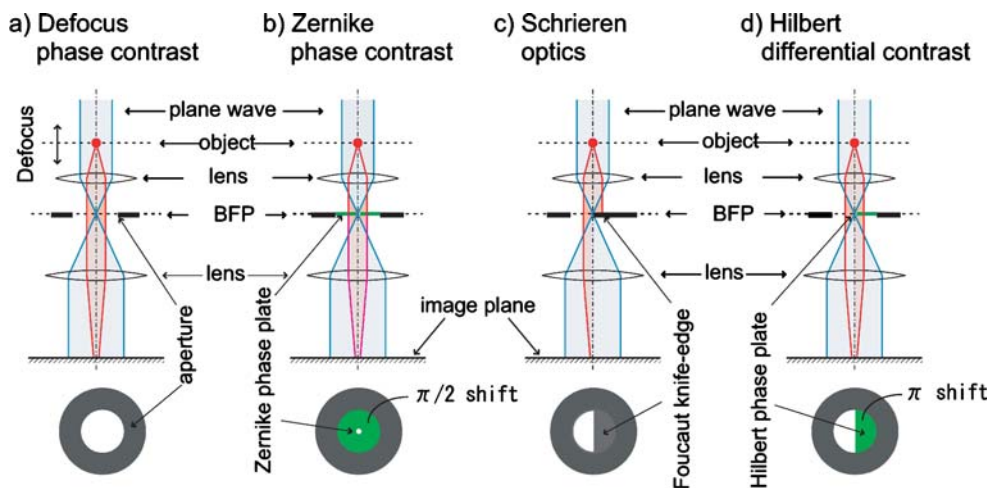 a) Defocus
phase contrast
b) Zernike
phase contrast
c) Schrieren
optics
d) Hilbert
differential contrast
Defocus
plane wave
plane wave
object
object
lens
lens
BFP
BFP
lens
lens
image plane
aperture
Zernike phase plate
π/2 shift
Foucaut knife-edge
Hilbert phase plate
π shift